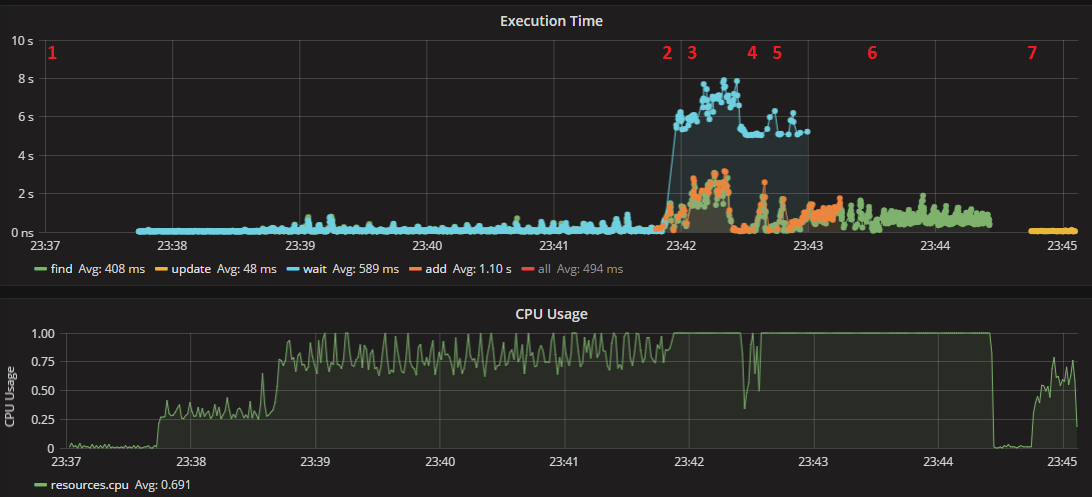 Execution Time
10 s
1 2 3 4 5 6 7
8 s
6 s
4 s
2 s
0 ns
23:37 23:38 23:39 23:40 23:41 23:42 23:43 23:44 23:45
find Avg: 408 ms update Avg: 48 ms wait Avg: 589 ms add Avg: 1.10 s all Avg: 494 ms
CPU Usage
1.00
0.75
0.50
0.25
0
CPU Usage
23:37 23:38 23:39 23:40 23:41 23:42 23:43 23:44 23:45
resources.cpu Avg: 0.691